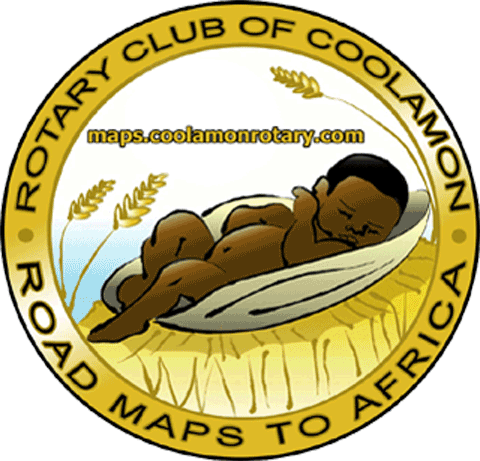 ROTARY CLUB OF COOLAMON
maps.coolamonrotary.com
ROAD MAPS TO AFRICA